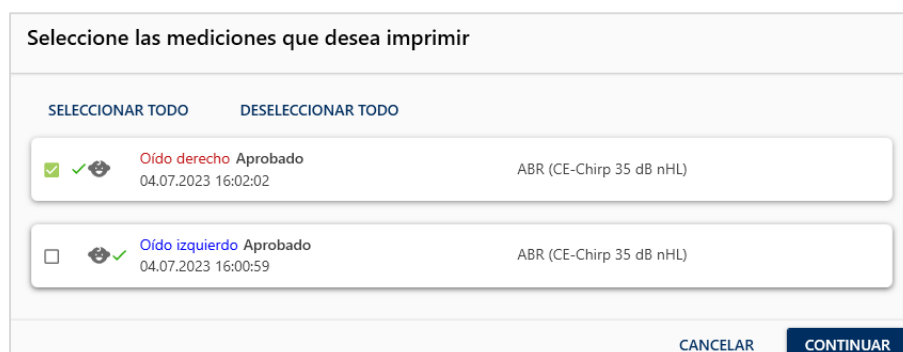 Seleccione las mediciones que desea imprimir
SELECCIONAR TODO DESELECCIONAR TODO
Oído derecho Aprobado
04.07.2023 16:02:02
ABR (CE-Chirp 35 dB nHL)
Oído izquierdo Aprobado
04.07.2023 16:00:59
ABR (CE-Chirp 35 dB nHL)
CANCELAR CONTINUAR